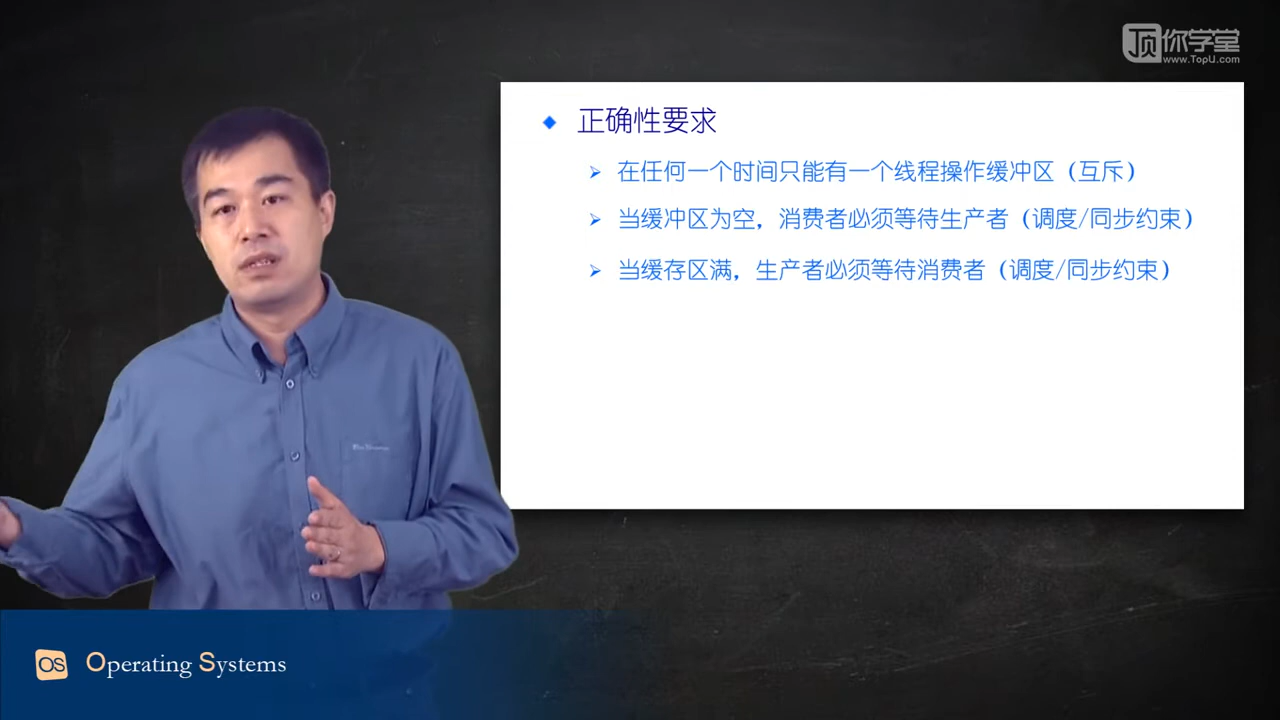 顶你学堂
www.TopU.com
正确性要求
在任何一个时间只能有一个线程操作缓冲区（互斥）
当缓冲区为空，消费者必须等待生产者（调度/同步约束）
当缓存区满，生产者必须等待消费者（调度/同步约束）
OS Operating Systems